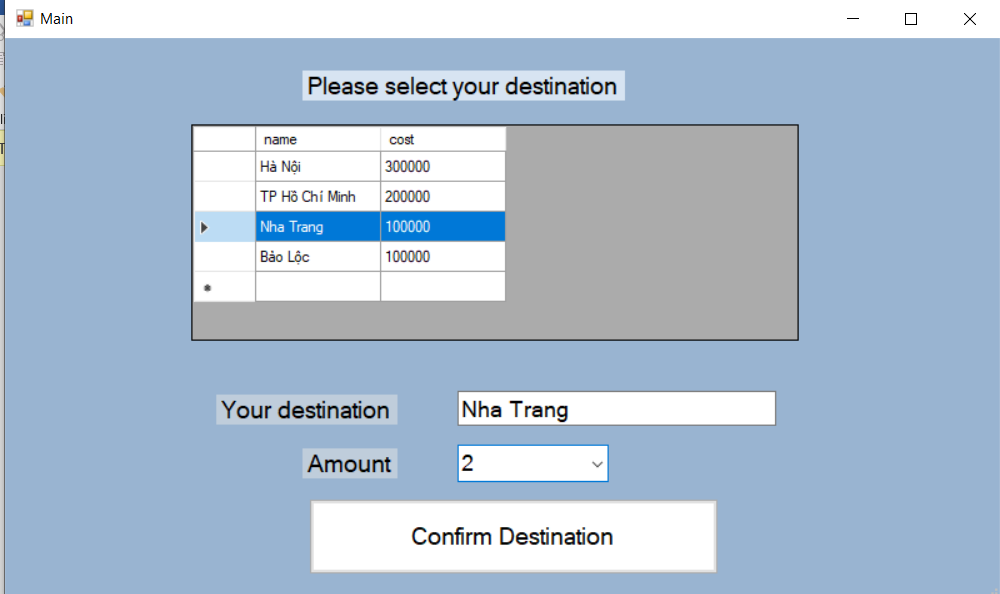 Main
Please select your destination
name cost
Hà Nội 300000
TP Hồ Chí Minh 200000
Nha Trang 100000
Bảo Lộc 100000
Your destination Nha Trang
Amount 2
Confirm Destination